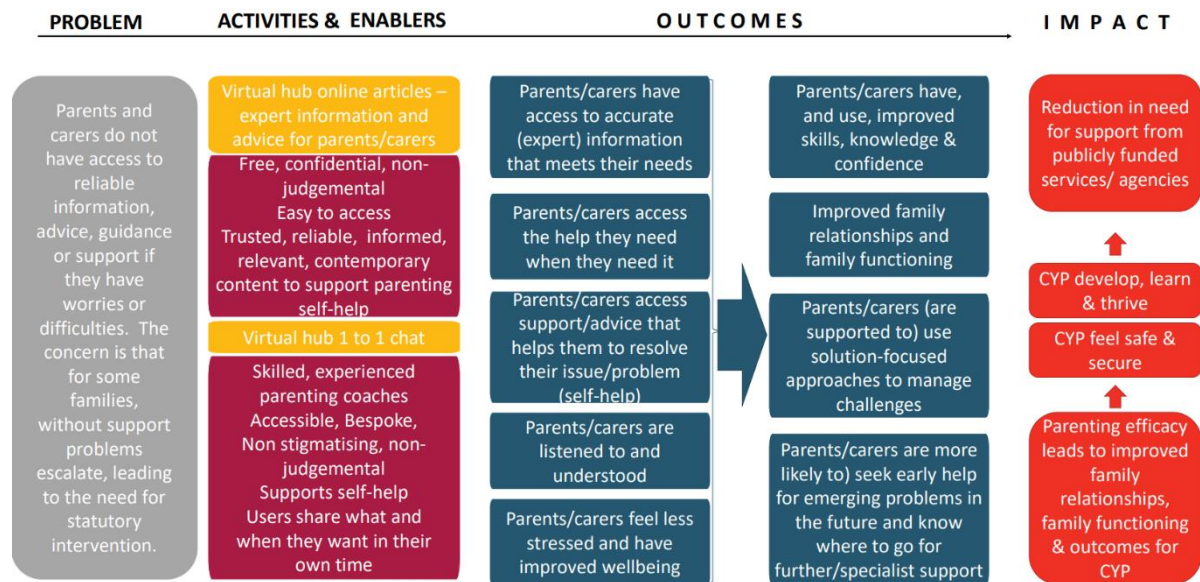 PROBLEM
ACTIVITIES & ENABLERS
OUTCOMES
IMPACT
Parents and
carers do not
have access to
reliable
information,
advice, guidance
or support if
they have
worries or
difficulties. The
concern is that
for some
families,
without support
problems
escalate, leading
to the need for
statutory
intervention.
Virtual hub online articles –
expert information and
advice for parents/carers
Free, confidential, non-
judgemental
Easy to access
Trusted, reliable, informed,
relevant, contemporary
content to support parenting
self-help
Virtual hub 1 to 1 chat
Skilled, experienced
parenting coaches
Accessible, Bespoke,
Non stigmatising, non-
judgemental
Supports self-help
Users share what and
when they want in their
own time
Parents/carers have
access to accurate
(expert) information
that meets their needs
Parents/carers access
the help they need
when they need it
Parents/carers access
support/advice that
helps them to resolve
their issue/problem
(self-help)
Parents/carers are
listened to and
understood
Parents/carers feel less
stressed and have
improved wellbeing
Parents/carers have,
and use, improved
skills, knowledge &
confidence
Improved family
relationships and
family functioning
Parents/carers (are
supported to) use
solution-focused
approaches to manage
challenges
Parents/carers are more
likely to) seek early help
for emerging problems in
the future and know
where to go for
further/specialist support
Reduction in need
for support from
publicly funded
services/ agencies
CYP develop, learn
& thrive
CYP feel safe &
secure
Parenting efficacy
leads to improved
family
relationships,
family functioning
& outcomes for
CYP